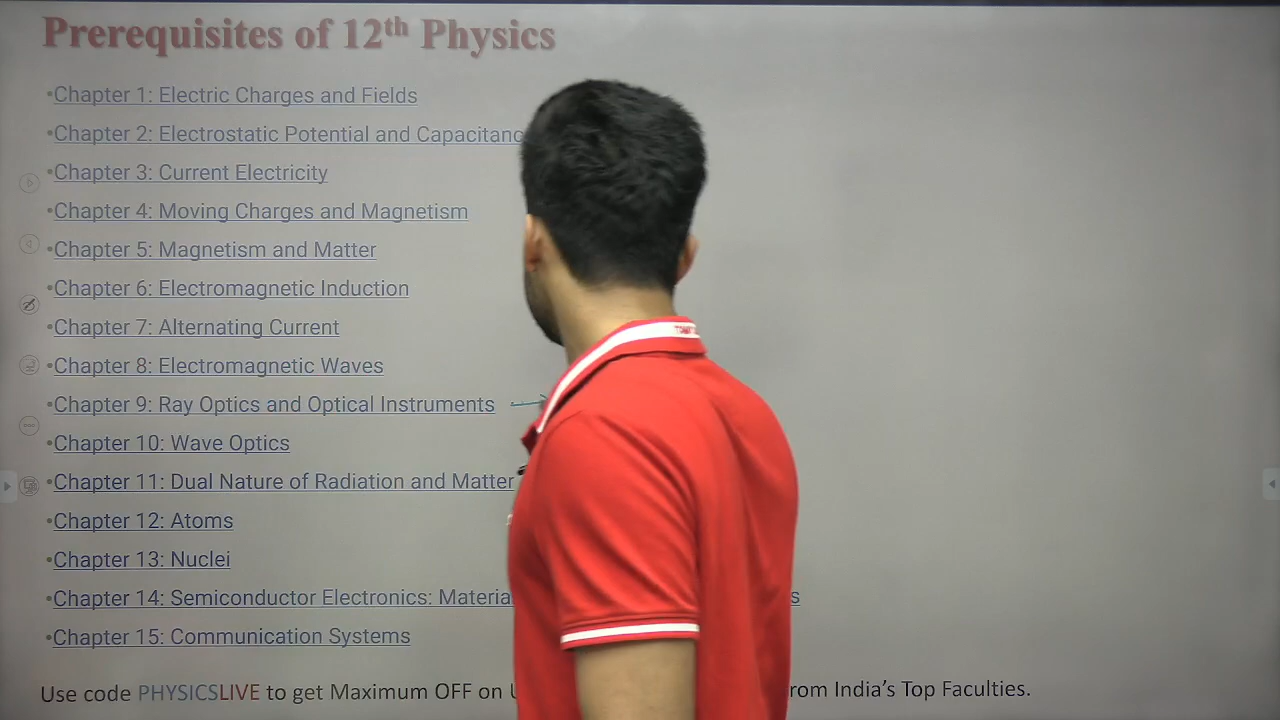 Prerequisites of 12th Physics
•Chapter 1: Electric Charges and Fields
•Chapter 2: Electrostatic Potential and Capacitanc
•Chapter 3: Current Electricity
•Chapter 4: Moving Charges and Magnetism
•Chapter 5: Magnetism and Matter
•Chapter 6: Electromagnetic Induction
•Chapter 7: Alternating Current
•Chapter 8: Electromagnetic Waves
•Chapter 9: Ray Optics and Optical Instruments
•Chapter 10: Wave Optics
•Chapter 11: Dual Nature of Radiation and Matter
•Chapter 12: Atoms
•Chapter 13: Nuclei
•Chapter 14: Semiconductor Electronics: Materia s
•Chapter 15: Communication Systems
Use code PHYSICSLIVE to get Maximum OFF on rom India's Top Faculties.